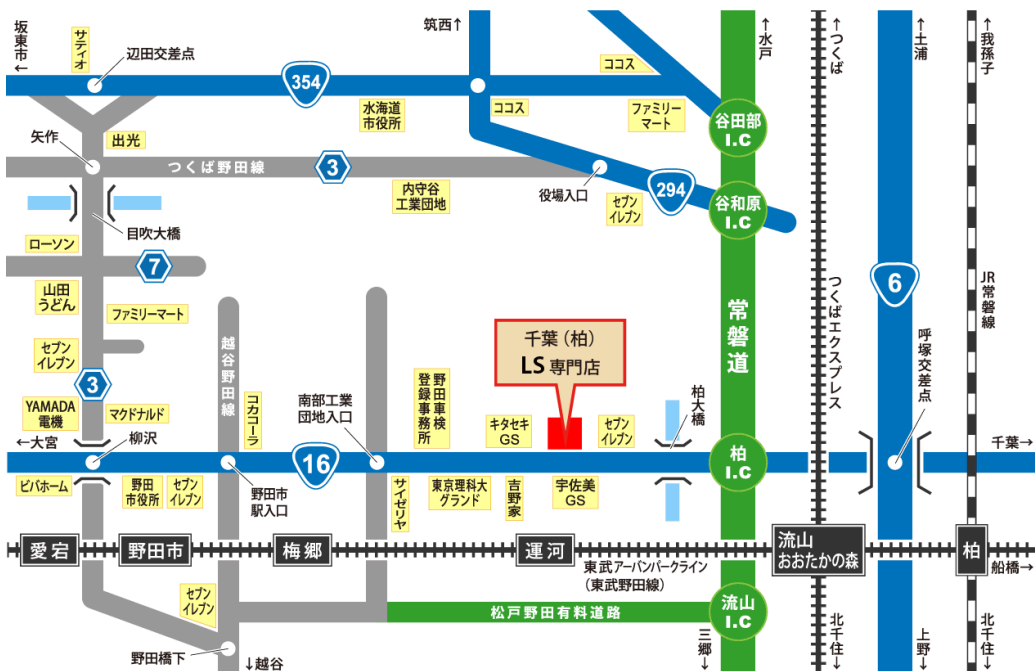 坂東市
←
サティオ
辺田交差点
354
水海道
市役所
筑西↑
ココス
ココス
ファミリー
マート
谷田部
I.C
←水戸
←つくば
←土浦
←我孫子
矢作
出光
つくば野田線
3
内守谷
工業団地
役場入口
セブン
イレブン
294
谷和原
I.C
目吹大橋
ローソン
7
山田
うどん
ファミリーマート
セブン
イレブン
3
YAMADA
電機
マクドナルド
←大宮
柳沢
越谷野田線
コカコーラ
南部工業
団地入口
野田車検
登録事務所
千葉(柏)
LS 専門店
キタセキ
GS
セブン
イレブン
柏大橋
常磐道
つくばエクスプレス
6
呼塚交差点
JR常磐線
千葉→
16
柏
I.C
ビバホーム
野田
市役所
セブン
イレブン
野田市
駅入口
サイゼリヤ
東京理科大
グランド
吉野家
宇佐美
GS
愛宕
野田市
梅郷
運河
東武アーバンパークライン
(東武野田線)
流山
おおたかの森
柏
船橋→
セブン
イレブン
松戸野田有料道路
流山
I.C
野田橋下
↓越谷
三郷→
北千住→
上野→
北千住→